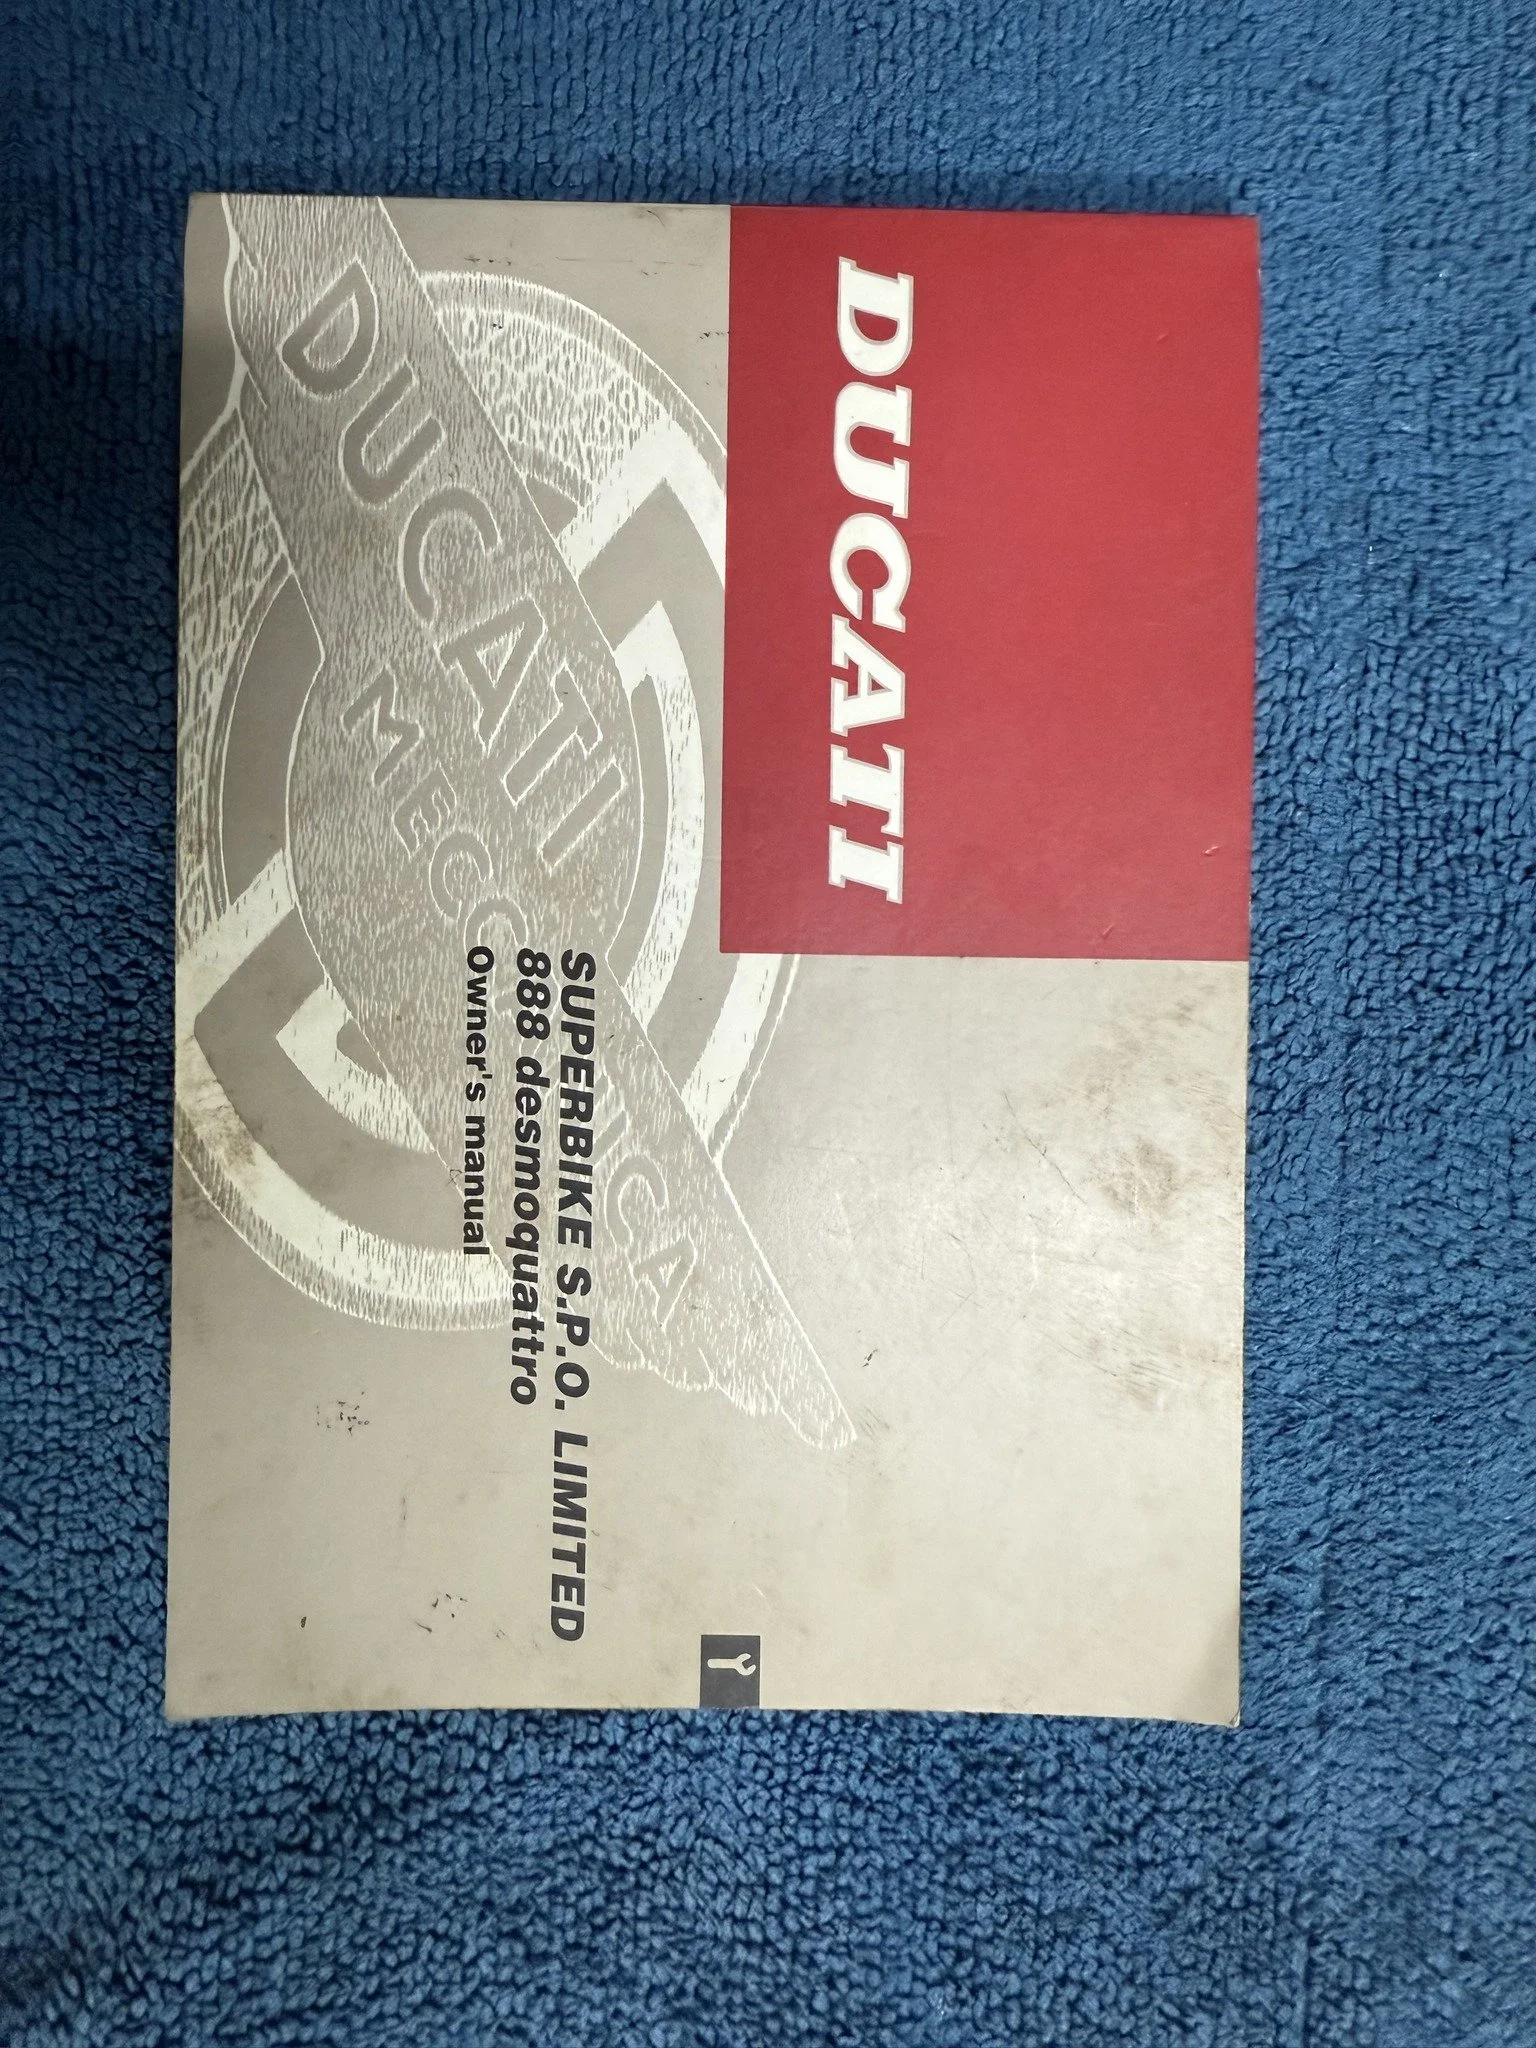 DUCATI
DUCATI
MECCANICA
SUPERBIKE S.P.O. LIMITED
888 desmoquattro
Owner's manual